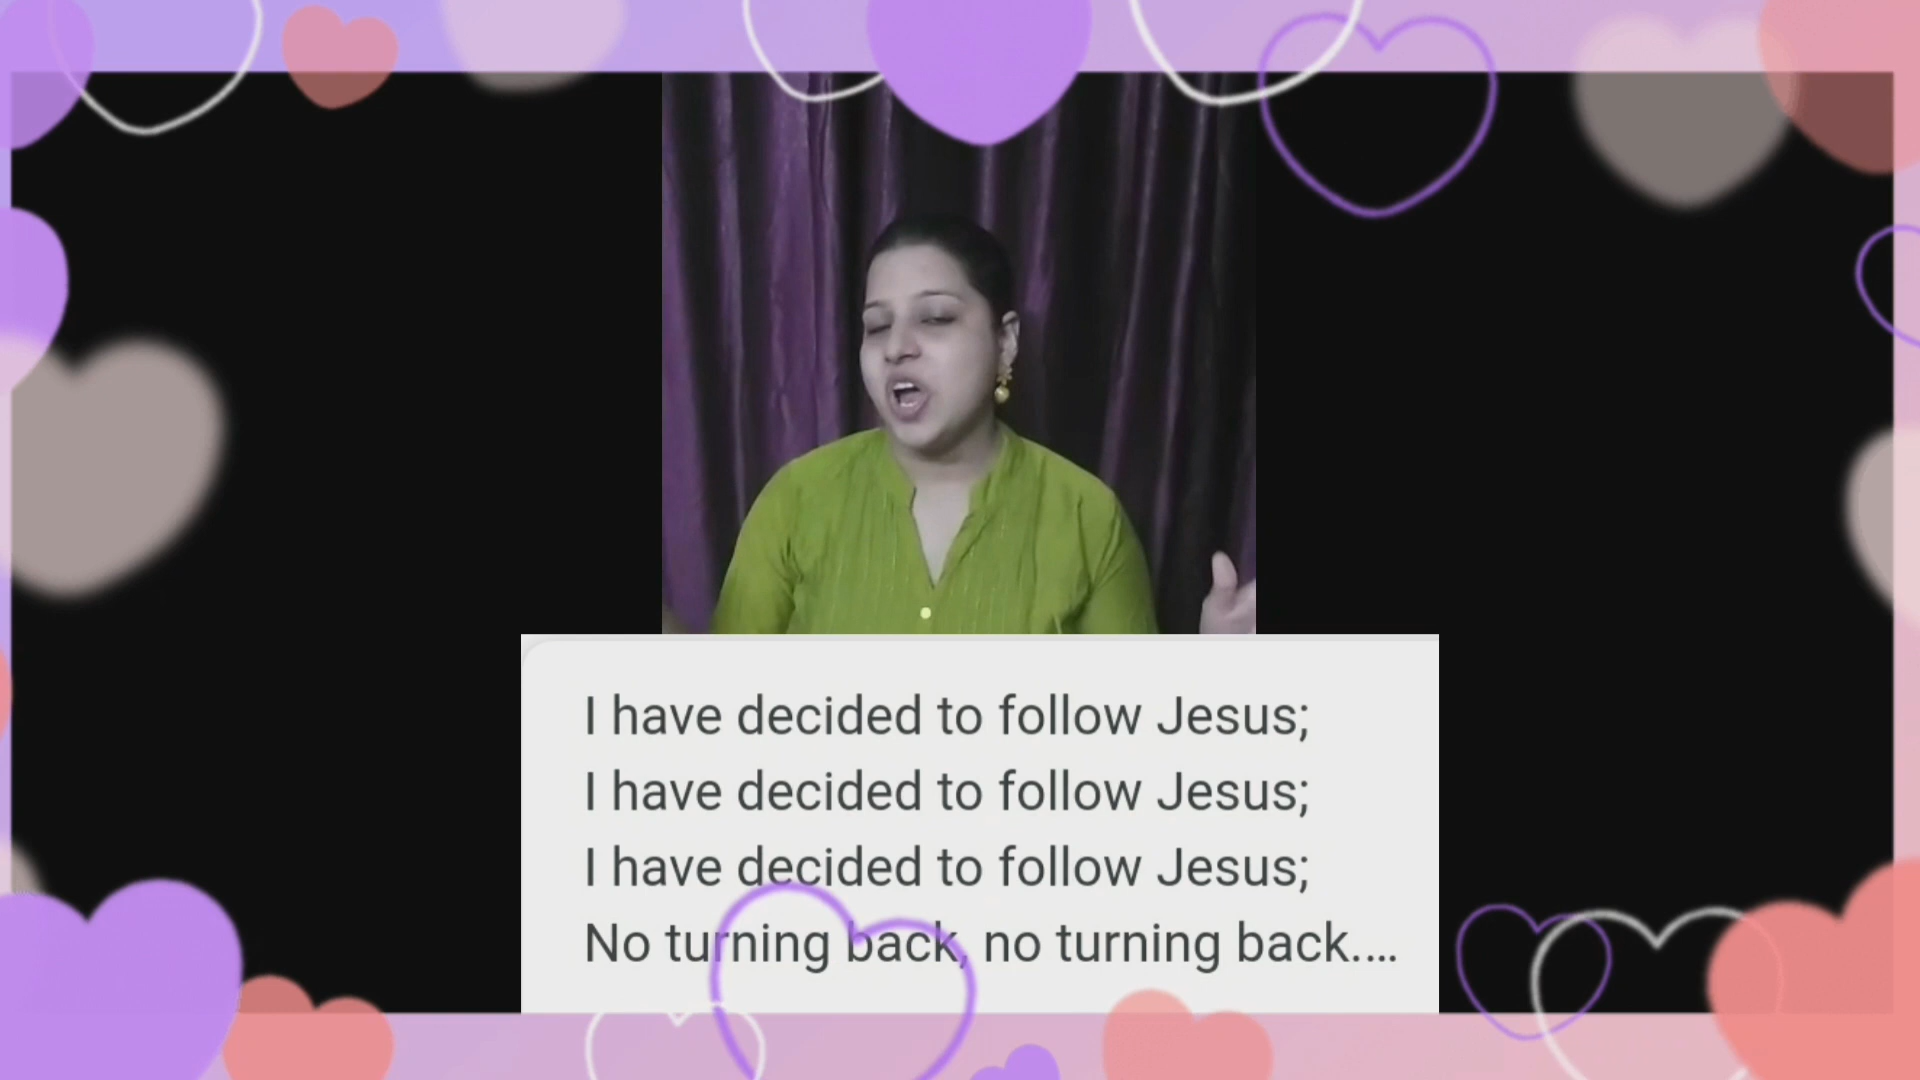 I have decided to follow Jesus;
I have decided to follow Jesus;
I have decided to follow Jesus;
No turning back, no turning back....